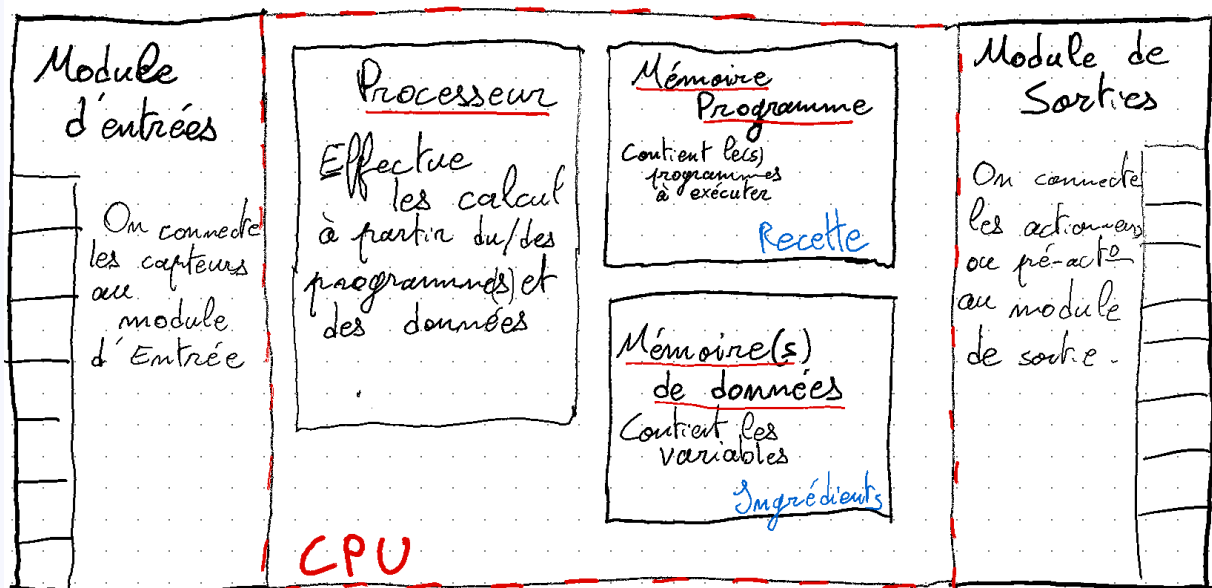 Module
d'entrées
On connecte
les capteurs
au
module
d'Entrée
Processeur
Effectue
les calcul
à partir du/des
programme(s) et
des données
Mémoire
Programme
Contient le(s)
programmes
à exécuter
Recette
Mémoire(s)
de données
Contient les
variables
Ingrédients
CPU
Module de
Sorties
On connecte
les actionneurs
ou pré-acto
au module
de sortie.